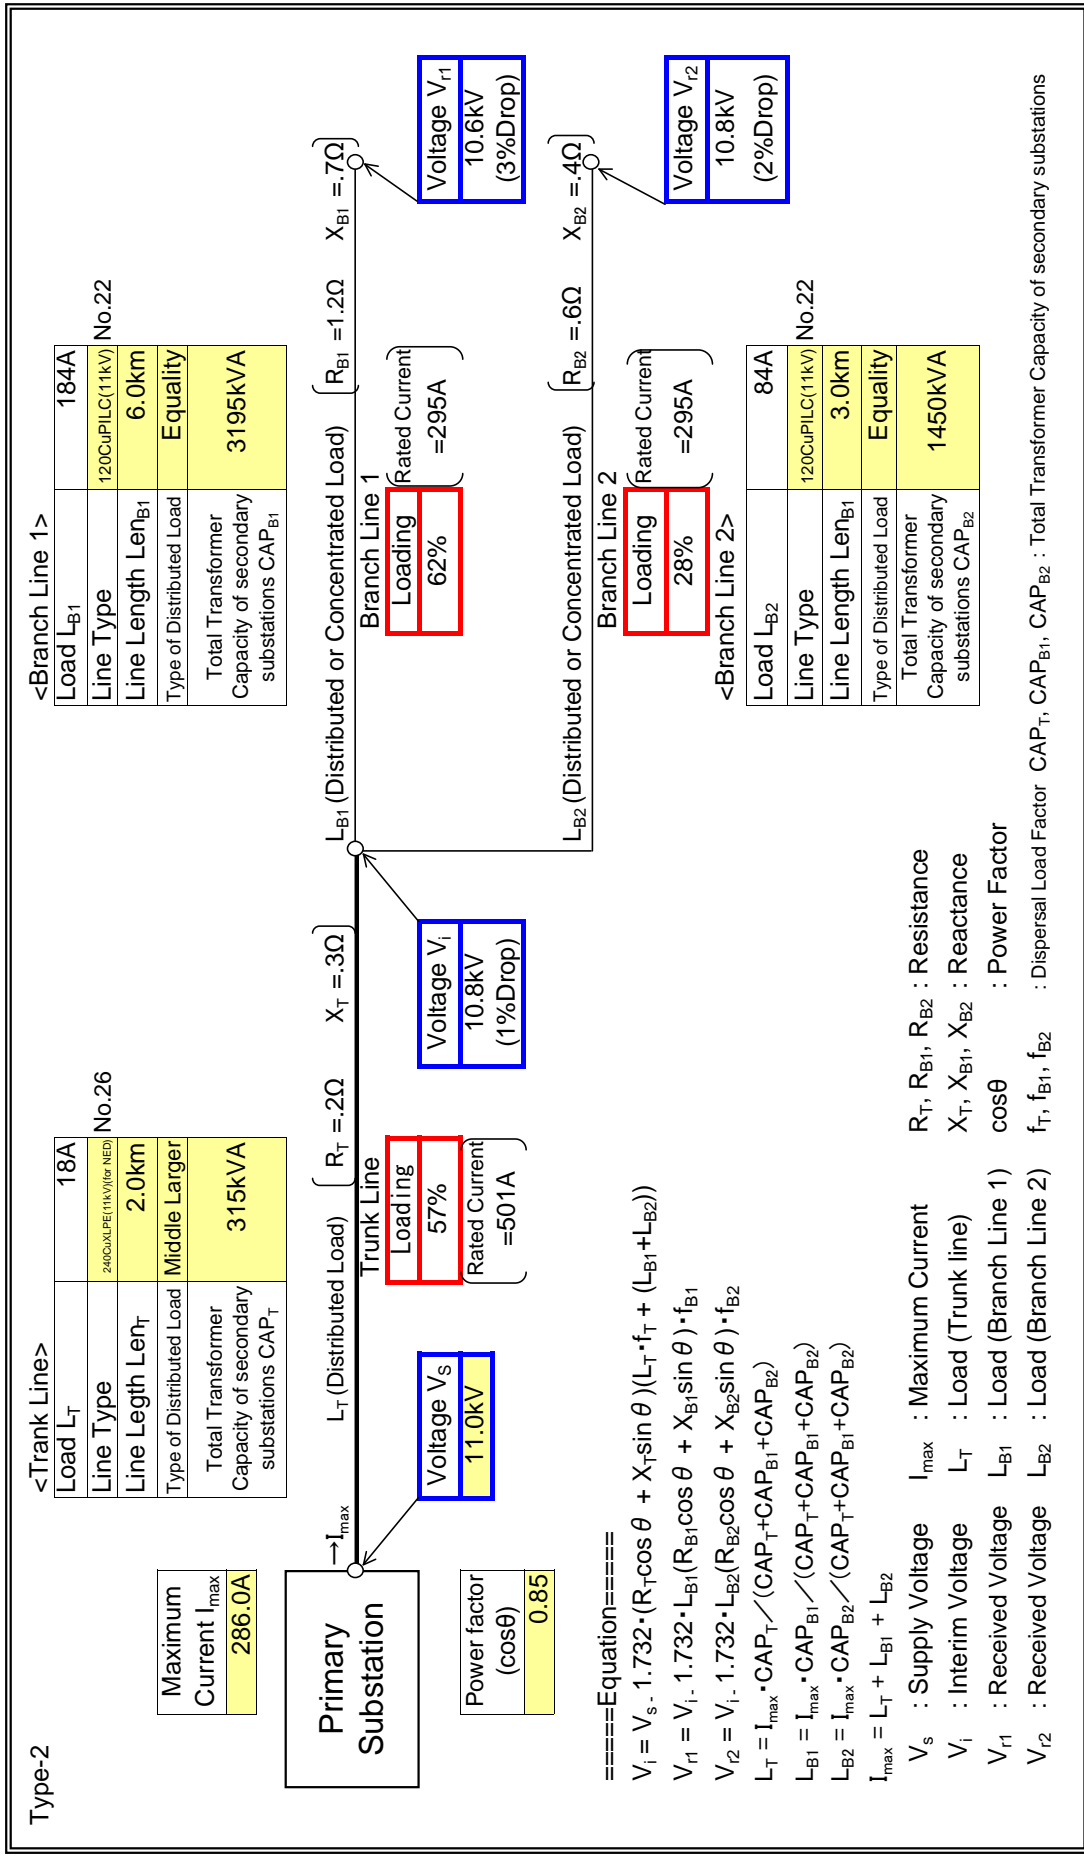 Type-2
Maximum
Current Imax
286.0A
Primary
Substation
→Imax
Power factor
(cosθ)
0.85
<Trank Line>
Load LT 18A
Line Type 240CuXLPE(11kV)(for NED) No.26
Line Legth LenT 2.0km
Type of Distributed Load Middle Larger
Total Transformer
Capacity of secondary
substations CAPT
315kVA
LT (Distributed Load)
RT =.2Ω XT =.3Ω
Trunk Line
Loading
57%
Rated Current
=501A
Voltage VS
11.0kV
Voltage Vi
10.8kV
(1%Drop)
<Branch Line 1>
Load LB1 184A
Line Type 120CuPILC(11kV) No.22
Line Length LenB1 6.0km
Type of Distributed Load Equality
Total Transformer
Capacity of secondary
substations CAPB1
3195kVA
LB1 (Distributed or Concentrated Load)
RB1 =1.2Ω XB1 =.7Ω
Branch Line 1
Loading
62%
Rated Current
=295A
Voltage Vr1
10.6kV
(3%Drop)
LB2 (Distributed or Concentrated Load)
RB2 =.6Ω XB2 =.4Ω
Branch Line 2
Loading
28%
Rated Current
=295A
Voltage Vr2
10.8kV
(2%Drop)
<Branch Line 2>
Load LB2 84A
Line Type 120CuPILC(11kV) No.22
Line Length LenB1 3.0km
Type of Distributed Load Equality
Total Transformer
Capacity of secondary
substations CAPB2
1450kVA
=====Equation=====
Vi = Vs - 1.732・(RTcosθ + XTsinθ)(LT・fT + (LB1+LB2))
Vr1 = Vi - 1.732・LB1(RB1cosθ + XB1sinθ)・fB1
Vr2 = Vi - 1.732・LB2(RB2cosθ + XB2sinθ)・fB2
LT = Imax・CAPT／(CAPT+CAPB1+CAPB2)
LB1 = Imax・CAPB1／(CAPT+CAPB1+CAPB2)
LB2 = Imax・CAPB2／(CAPT+CAPB1+CAPB2)
Imax = LT + LB1 + LB2
Vs : Supply Voltage Imax : Maximum Current RT, RB1, RB2 : Resistance
Vi : Interim Voltage LT : Load (Trunk line) XT, XB1, XB2 : Reactance
Vr1 : Received Voltage LB1 : Load (Branch Line 1) cosθ : Power Factor
Vr2 : Received Voltage LB2 : Load (Branch Line 2) fT, fB1, fB2 : Dispersal Load Factor CAPT, CAPB1, CAPB2 : Total Transformer Capacity of secondary substations